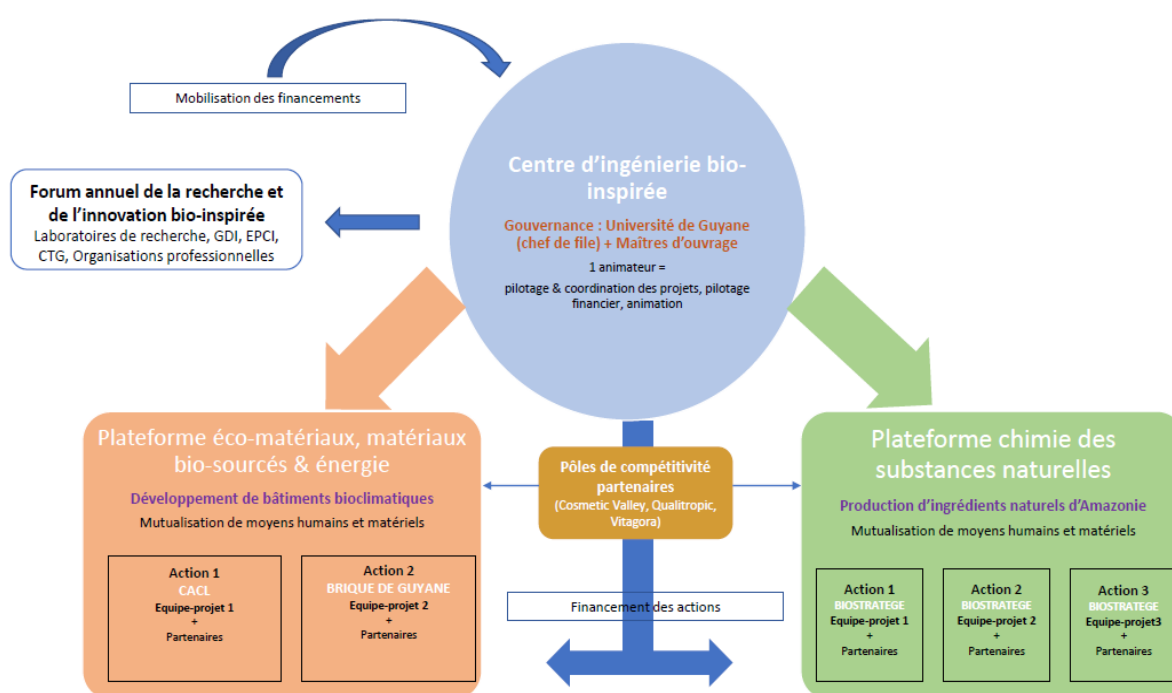 Mobilisation des financements
Centre d'ingénierie bio-
inspirée
Gouvernance : Université de Guyane
(chef de file) + Maîtres d'ouvrage
1 animateur =
pilotage & coordination des projets, pilotage
financier, animation
Forum annuel de la recherche et
de l'innovation bio-inspirée
Laboratoires de recherche, GDI, EPCI,
CTG, Organisations professionnelles
Plateforme éco-matériaux, matériaux
bio-sourcés & énergie
Développement de bâtiments bioclimatiques
Mutualisation de moyens humains et matériels
Action 1
CACL
Equipe-projet 1
+
Partenaires
Action 2
BRIQUE DE GUYANE
Equipe-projet 2
+
Partenaires
Pôles de compétitivité
partenaires
(Cosmetic Valley, Qualitropic,
Vitagora)
Financement des actions
Plateforme chimie des
substances naturelles
Production d'ingrédients naturels d'Amazonie
Mutualisation de moyens humains et matériels
Action 1
BIOSTRATEGE
Equipe-projet 1
+
Partenaires
Action 2
BIOSTRATEGE
Equipe-projet 2
+
Partenaires
Action 3
BIOSTRATEGE
Equipe-projet3
+
Partenaires